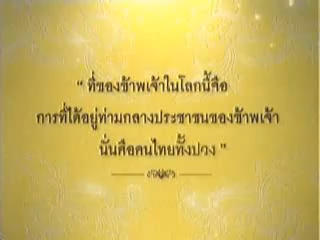 “ ที่ของข้าพเจ้าในโลกนี้คือ
การที่ได้อยู่ท่ามกลางประชาชนของข้าพเจ้า
นั่นคือคนไทยทั้งปวง ”